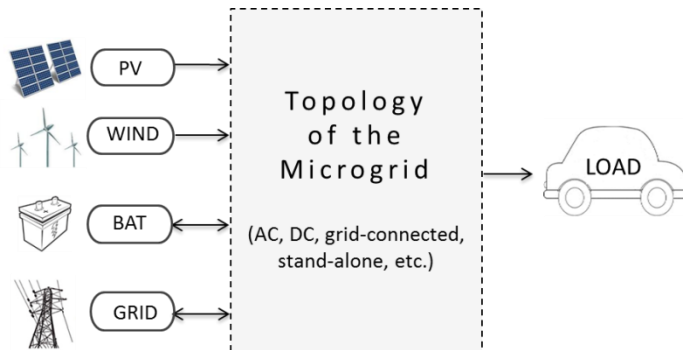 PV
WIND
BAT
GRID
Topology
of the
Microgrid
(AC, DC, grid-connected,
stand-alone, etc.)
LOAD